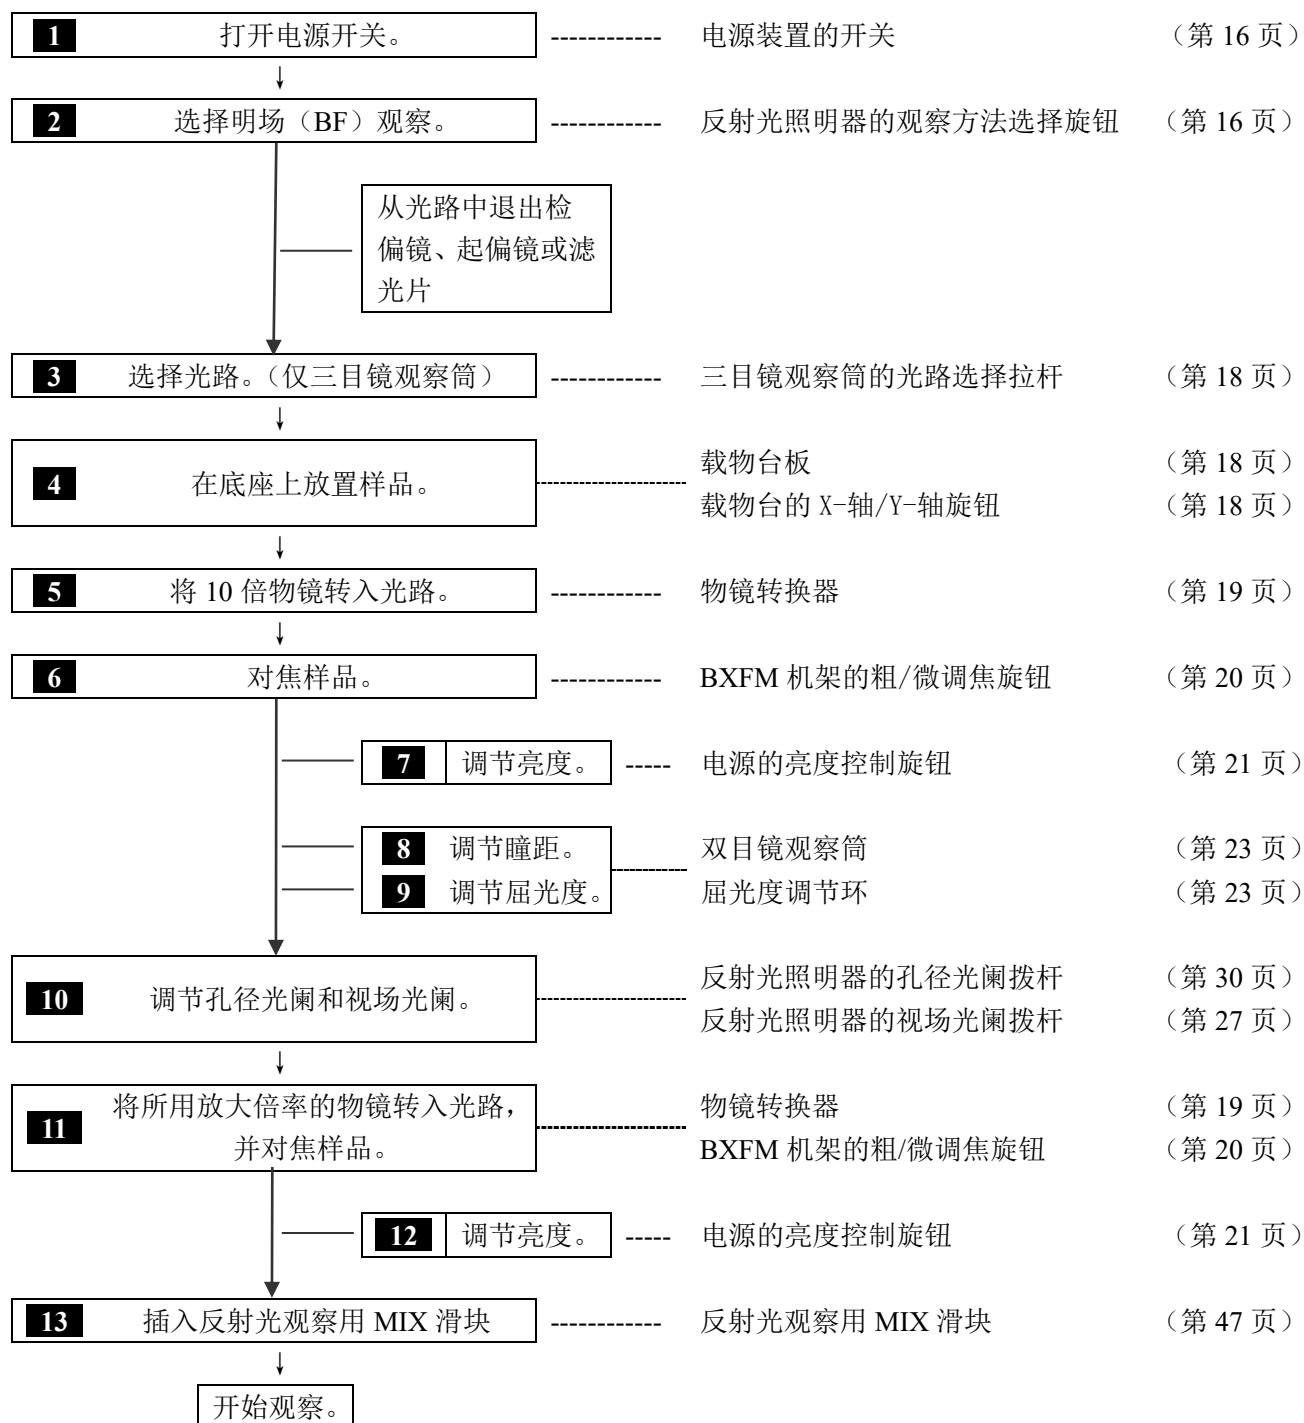 1 打开电源开关。 ------------ 电源装置的开关 （第 16 页）
↓
2 选择明场（BF）观察。 ------------ 反射光照明器的观察方法选择旋钮 （第 16 页）
从光路中退出检
偏镜、起偏镜或滤
光片
3 选择光路。（仅三目镜观察筒） ------------ 三目镜观察筒的光路选择拉杆 （第 18 页）
↓
4 在底座上放置样品。
载物台板 （第 18 页）
载物台的 X-轴/Y-轴旋钮 （第 18 页）
↓
5 将 10 倍物镜转入光路。 ------------ 物镜转换器 （第 19 页）
↓
6 对焦样品。 ------------ BXFM 机架的粗/微调焦旋钮 （第 20 页）
7 调节亮度。 ----- 电源的亮度控制旋钮 （第 21 页）
8 调节瞳距。 双目镜观察筒 （第 23 页）
9 调节屈光度。 屈光度调节环 （第 23 页）
10 调节孔径光阑和视场光阑。
反射光照明器的孔径光阑拨杆 （第 30 页）
反射光照明器的视场光阑拨杆 （第 27 页）
↓
11 将所用放大倍率的物镜转入光路，
并对焦样品。
物镜转换器 （第 19 页）
BXFM 机架的粗/微调焦旋钮 （第 20 页）
12 调节亮度。 ----- 电源的亮度控制旋钮 （第 21 页）
13 插入反射光观察用 MIX 滑块 ------------ 反射光观察用 MIX 滑块 （第 47 页）
↓
开始观察。